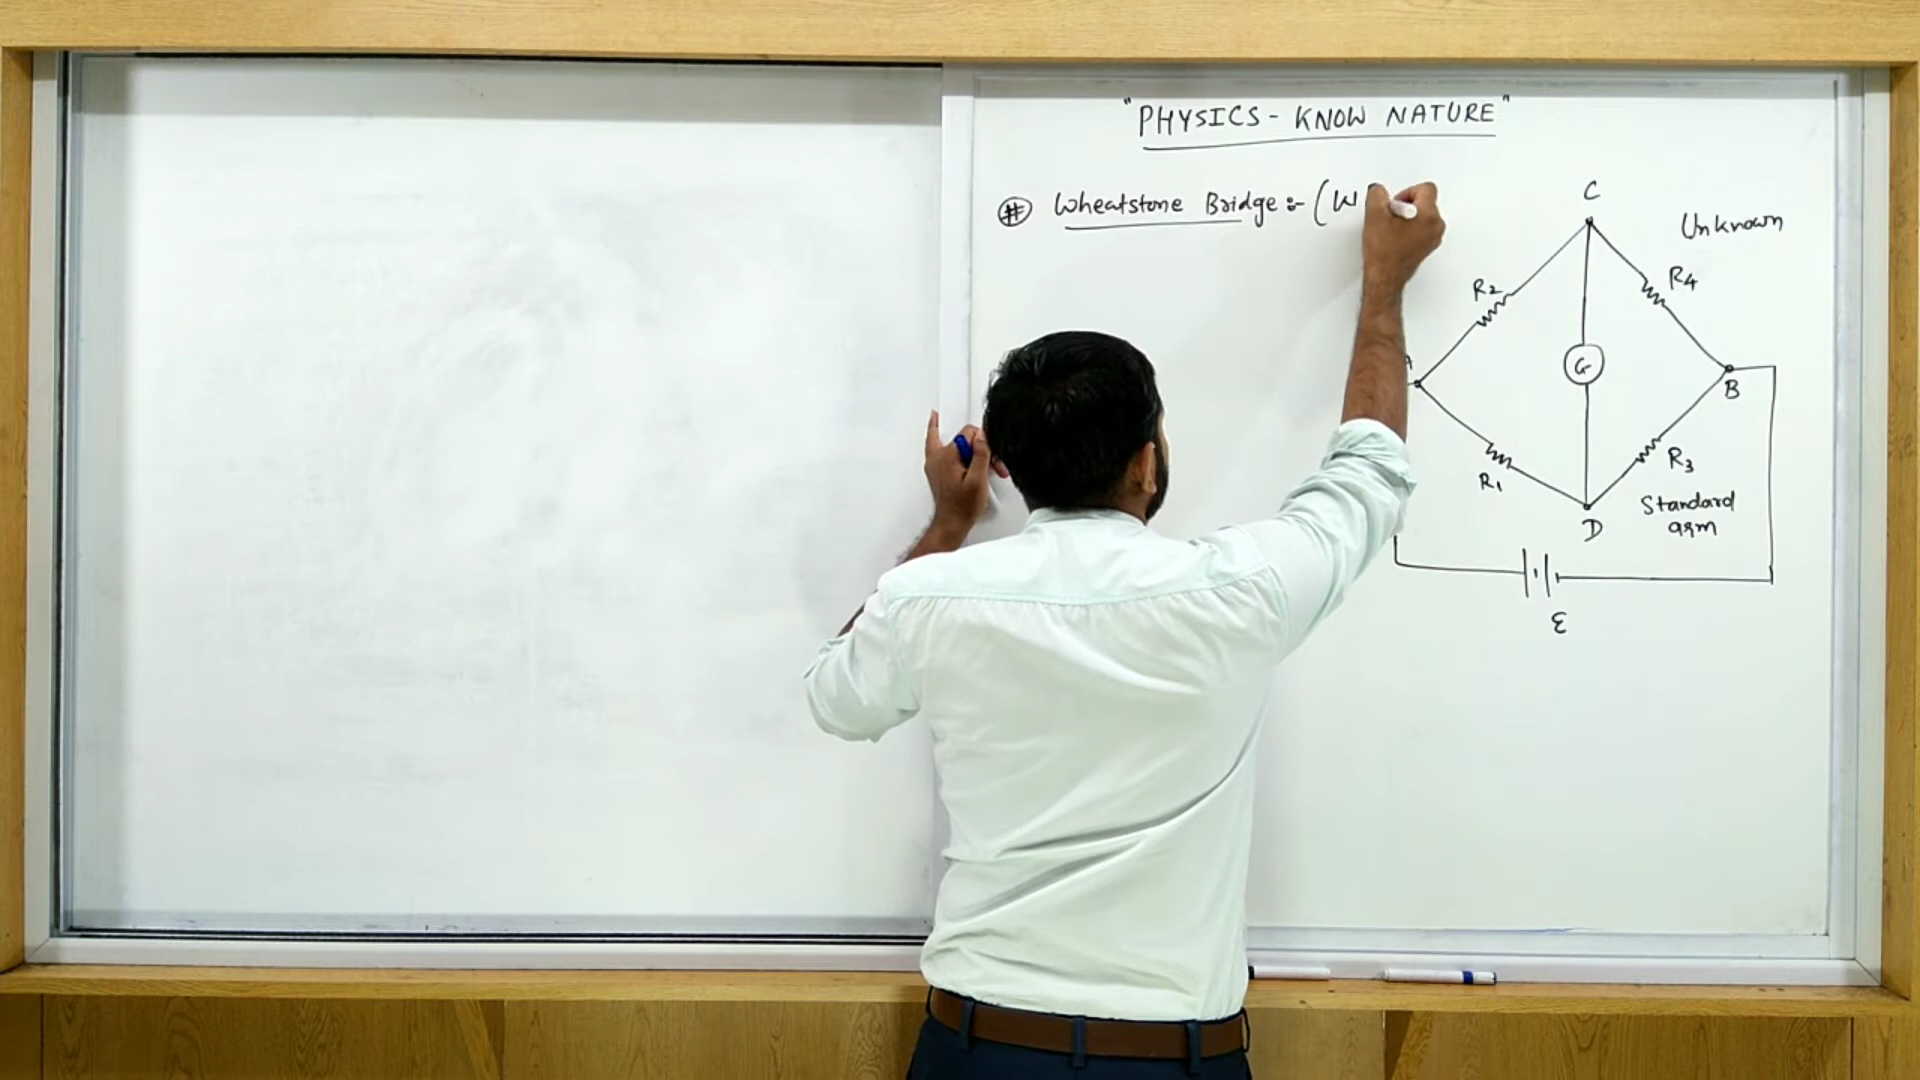 "PHYSICS - KNOW NATURE"
# Wheatstone Bridge :- (W
C
Unknown
R2
R4
A
G
B
R1
R3
Standard
arm
D
ε